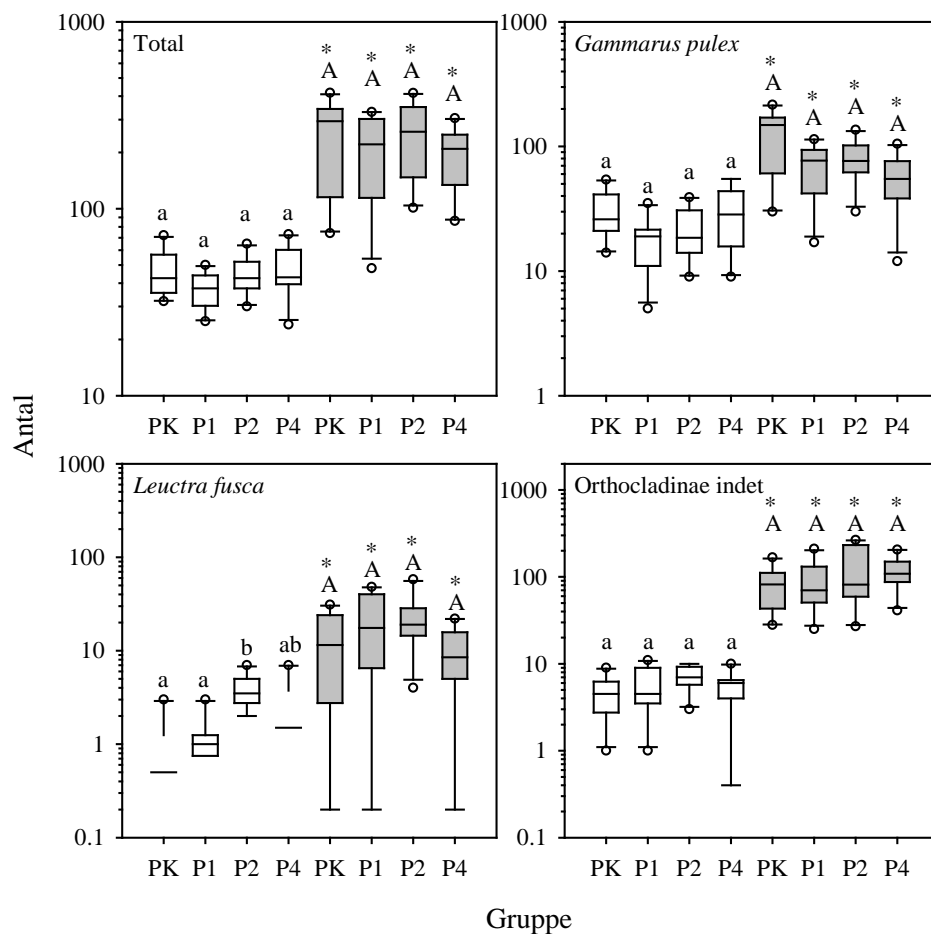 Total
1000
100
10
* * * *
A A A A
a a a a
PK P1 P2 P4 PK P1 P2 P4
Gammarus pulex
1000
100
10
1
* * * *
A A A A
a a a a
PK P1 P2 P4 PK P1 P2 P4
Antal
Leuctra fusca
1000
100
10
1
0.1
* * * *
A A A A
a a b ab
PK P1 P2 P4 PK P1 P2 P4
Orthocladinae indet
1000
100
10
1
0.1
* * * *
A A A A
a a a a
PK P1 P2 P4 PK P1 P2 P4
Gruppe